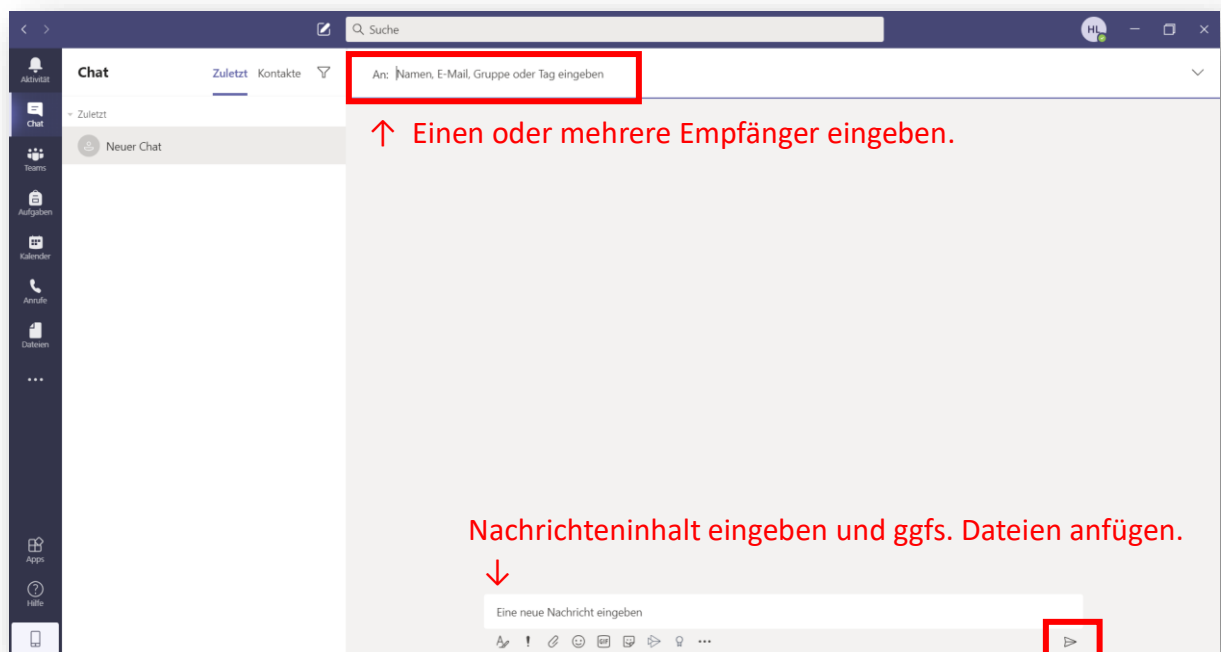 Suche
HL
Aktivität
Chat
Teams
Aufgaben
Kalender
Anrufe
Dateien
Apps
Hilfe
Chat Zuletzt Kontakte
Zuletzt
Neuer Chat
An: Namen, E-Mail, Gruppe oder Tag eingeben
↑ Einen oder mehrere Empfänger eingeben.
Nachrichteninhalt eingeben und ggfs. Dateien anfügen.
↓
Eine neue Nachricht eingeben
GIF